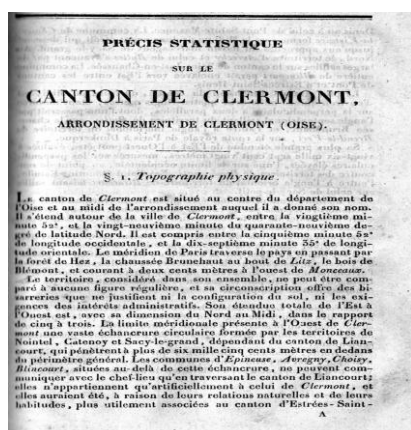 PRÉCIS STATISTIQUE
SUR LE
CANTON DE CLERMONT,
ARRONDISSEMENT DE CLERMONT (OISE).
§. 1. Topographie physique.
LE canton de Clermont est situé au centre du département de
l'Oise et au midi de l'arrondissement auquel il a donné son nom.
Il s'étend autour de la ville de Clermont, entre la vingtième mi-
nute 52", et la vingt-neuvième minute du quarante-neuvième de-
gré de latitude Nord. Il est compris entre la cinquième minute 52"
de longitude occidentale, et la dix-septième minute 35" de longi-
tude orientale. Le méridien de Paris traverse le pays en passant par
la forêt de Hez, la chaussée Brunehaut au bout de Litz, le bois de
Blémont, et courant à deux cents mètres à l'ouest de Monceaux.
Le territoire, considéré dans son ensemble, ne peut être com-
paré à aucune figure régulière, et sa circonscription offre des bi-
sarreries que ne justifient ni la configuration du sol, ni les exi-
gences des intérêts administratifs. Son étendue totale de l'Est à
l'Ouest est, avec sa dimension du Nord au Midi, dans le rapport
de cinq à trois. La limite méridionale présente à l'Ouest de Cler-
mont une vaste échancrure circulaire formée par les territoires de
Nointel, Catenoy et Sacy-le-grand, dépendant du canton de Lian-
court, qui pénètrent à plus de six mille cinq cents mètres en dedans
du périmètre général. Les communes d'Epineuse, Avregny, Choisy,
Blincourt, situées au-delà de cette échancrure, ne peuvent com-
muniquer avec le chef-lieu qu'en traversant le canton de Liancourt;
elles n'appartiennent qu'artificiellement à celui de Clermont, et
elles auraient été, à raison de leurs relations naturelles et de leurs
habitudes, plus utilement associées au canton d'Estrées-Saint-
A